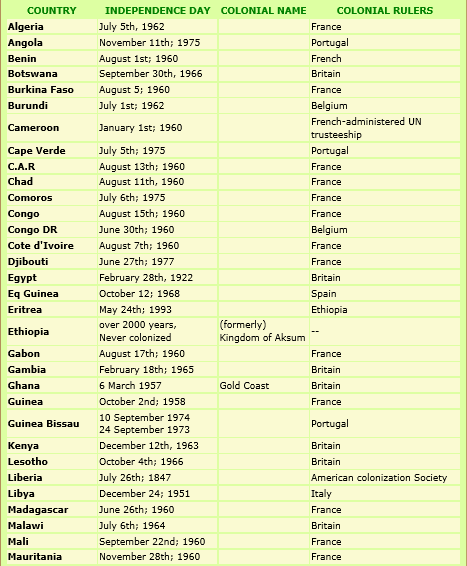 COUNTRY INDEPENDENCE DAY COLONIAL NAME COLONIAL RULERS
Algeria July 5th, 1962 France
Angola November 11th; 1975 Portugal
Benin August 1st; 1960 French
Botswana September 30th, 1966 Britain
Burkina Faso August 5; 1960 France
Burundi July 1st; 1962 Belgium
Cameroon January 1st; 1960 French-administered UN
trusteeship
Cape Verde July 5th; 1975 Portugal
C.A.R August 13th; 1960 France
Chad August 11th, 1960 France
Comoros July 6th; 1975 France
Congo August 15th; 1960 France
Congo DR June 30th; 1960 Belgium
Cote d'Ivoire August 7th; 1960 France
Djibouti June 27th; 1977 France
Egypt February 28th, 1922 Britain
Eq Guinea October 12; 1968 Spain
Eritrea May 24th; 1993 Ethiopia
Ethiopia over 2000 years, (formerly) --
Never colonized Kingdom of Aksum
Gabon August 17th; 1960 France
Gambia February 18th; 1965 Britain
Ghana 6 March 1957 Gold Coast Britain
Guinea October 2nd; 1958 France
Guinea Bissau 10 September 1974 Portugal
24 September 1973
Kenya December 12th, 1963 Britain
Lesotho October 4th; 1966 Britain
Liberia July 26th; 1847 American colonization Society
Libya December 24; 1951 Italy
Madagascar June 26th; 1960 France
Malawi July 6th; 1964 Britain
Mali September 22nd; 1960 France
Mauritania November 28th; 1960 France